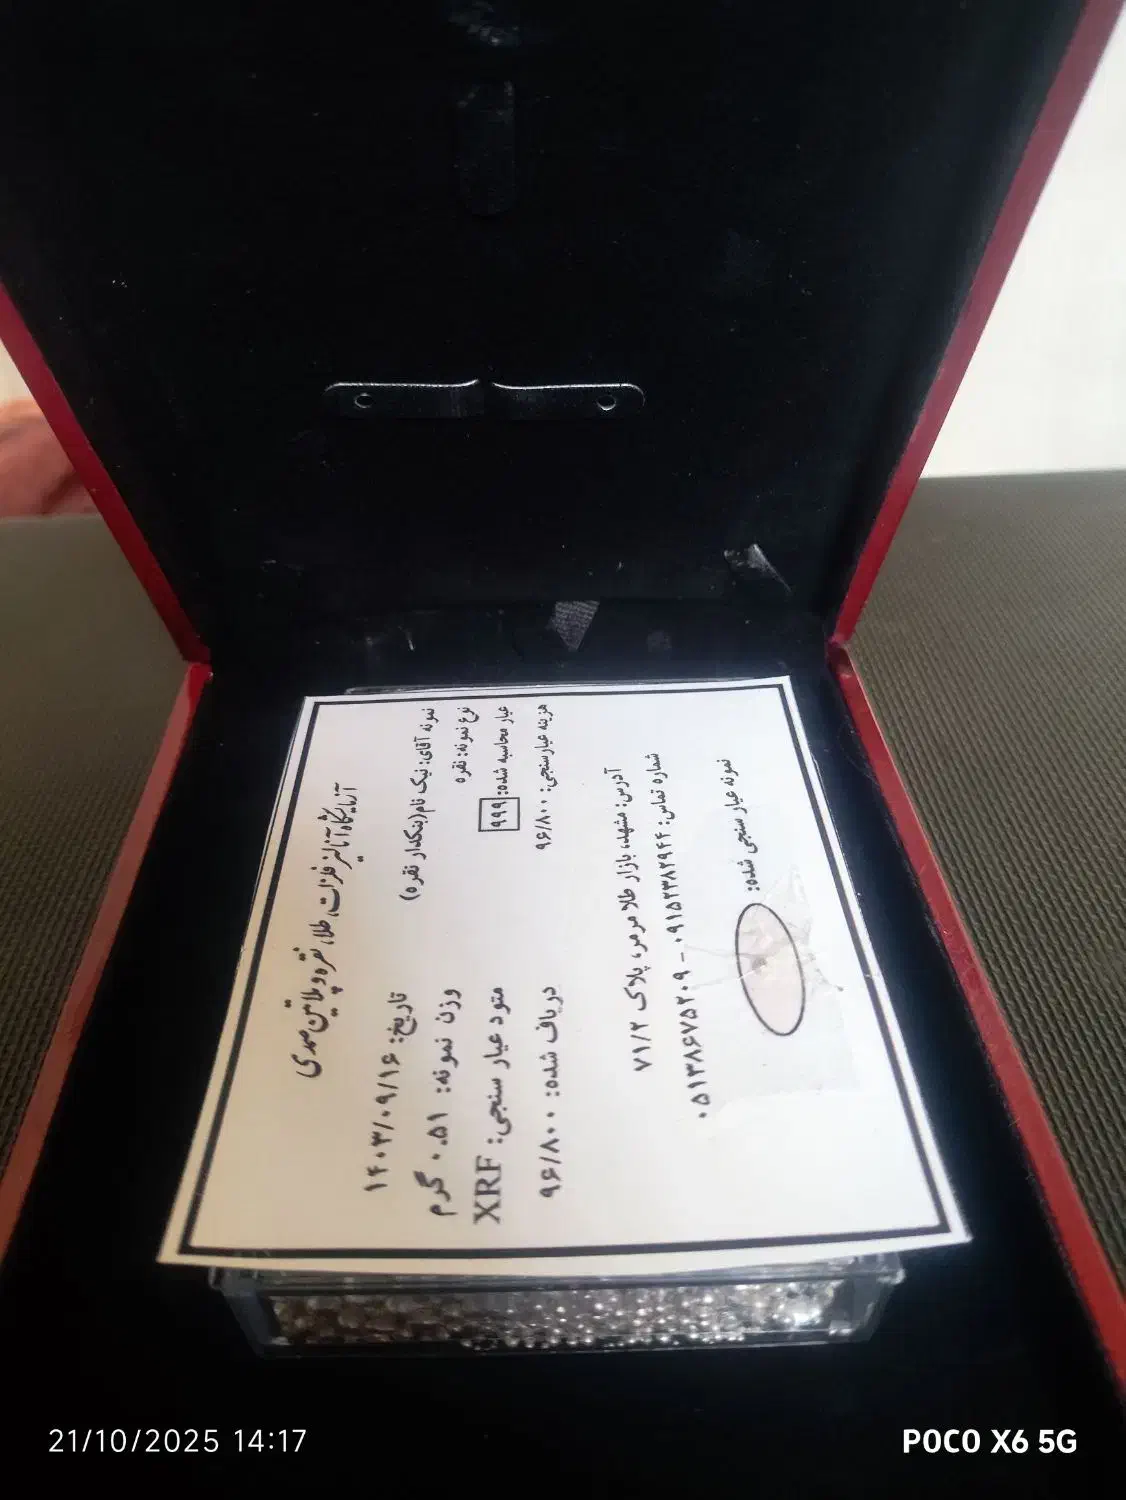 آزمایشگاه آنالیز فلزات، طلا، نقره و پلاتین صمدی
نمونه آقای: نیک نام(بنکدار نقره) تاریخ: ۱۴۰۳/۰۹/۱۶
نوع نمونه: نقره وزن نمونه: ۰.۵۱ گرم
عیار محاسبه شده: ۹۹۹ متود عیار سنجی: XRF
هزینه عیارسنجی: ۹۶/۸۰۰ دریاف شده: ۹۶/۸۰۰
آدرس: مشهد، بازار طلا مرمر، پلاک ۷۱/۲
شماره تماس: ۰۹۱۵۲۳۸۲۹۴۴ - ۰۵۱۳۸۶۷۵۲۰۹
نمونه عیار سنجی شده:
21/10/2025 14:17
POCO X6 5G